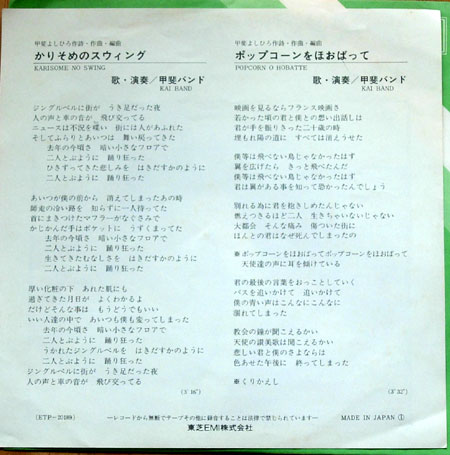 甲斐よしひろ作詩・作曲・編曲
かりそめのスウィング
KARISOME NO SWING
歌・演奏／甲斐バンド
KAI BAND
ジングルベルに街が うき足だった夜
人の声と車の音が 飛び交ってる
ニュースは不況を 街には人があふれた
そしてふらりとあいつは 舞い戻ってきた
去年の今頃さ 暗い小さなフロアで
二人とぶように 踊り狂った
ひきずってきた悲しみを はきだすかのように
二人とぶように 踊り狂った
あいつが僕の前から 消えてしまったあの時
師走の冷い路を 知らずに一人待ってた
首にまきつけたマフラーがなぐさみで
かじかんだ手はポケットに うずくまってた
去年の今頃さ 暗い小さなフロアで
二人とぶように 踊り狂った
生きてきたむなしさを はきだすかのように
二人とぶように 踊り狂った
厚い化粧の下 あれた肌にも
過ぎてきた月日が よくわかるよ
だけどそんな事は もうどうでもいい
いい人達の中で あいつも僕も変ってしまった
去年の今頃さ 暗い小さなフロアで
二人とぶように 踊り狂った
うかれたジングルベルを はきだすかのように
二人とぶように 踊り狂った
ジングルベルに街が うき足だった夜
人の声と車の音が 飛び交ってる
(3'16")
甲斐よしひろ作詩・作曲・編曲
ポップコーンをほおばって
POPCORN O HOBATTE
歌・演奏／甲斐バンド
KAI BAND
映画を見るならフランス映画さ
若かった頃の君と僕との思い出話しは
君が手を振りきった二十歳の時
埋もれ陽の道に すべては消えうせた
僕等は飛べない鳥じゃなかったはず
翼を広げたら きっと飛べたんだ
僕等は飛べない鳥じゃなかったはず
君は翼がある事を知って恐かったんでしょう
別れる為に君を抱きしめたんじゃない
燃えつきるほど二人 生きちゃいないじゃない
大都会 そんな痛み 傷ついた街に
ほんとの君はなぜ死んでしまったの
※ポップコーンをほおばってポップコーンをほおばって
天使達の声に耳を傾けている
君の最後の言葉をおっことしていく
バスを追いかけて 追いかけて
僕の青い声はこんなにこんなに
涸れてしまった
教会の鐘が聞こえるかい
天使の讃美歌は聞こえるかい
悲しい君と僕のさよならは
色あせた午後に 終ってしまった
※くりかえし
(3'32")
(ETP-20189)
―レコードから無断でテープその他に録音することは法律で禁じられています―
MADE IN JAPAN ①
東芝EMI株式会社